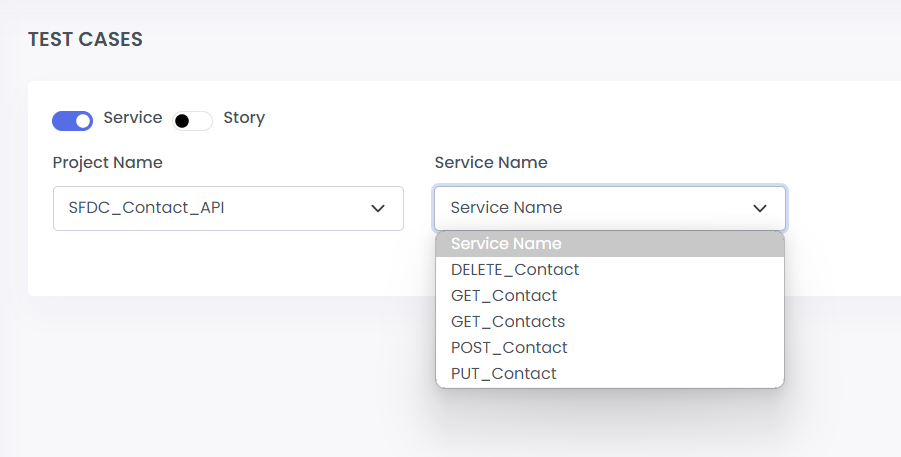 TEST CASES
Service Story
Project Name Service Name
SFDC_Contact_API Service Name
Service Name
DELETE_Contact
GET_Contact
GET_Contacts
POST_Contact
PUT_Contact